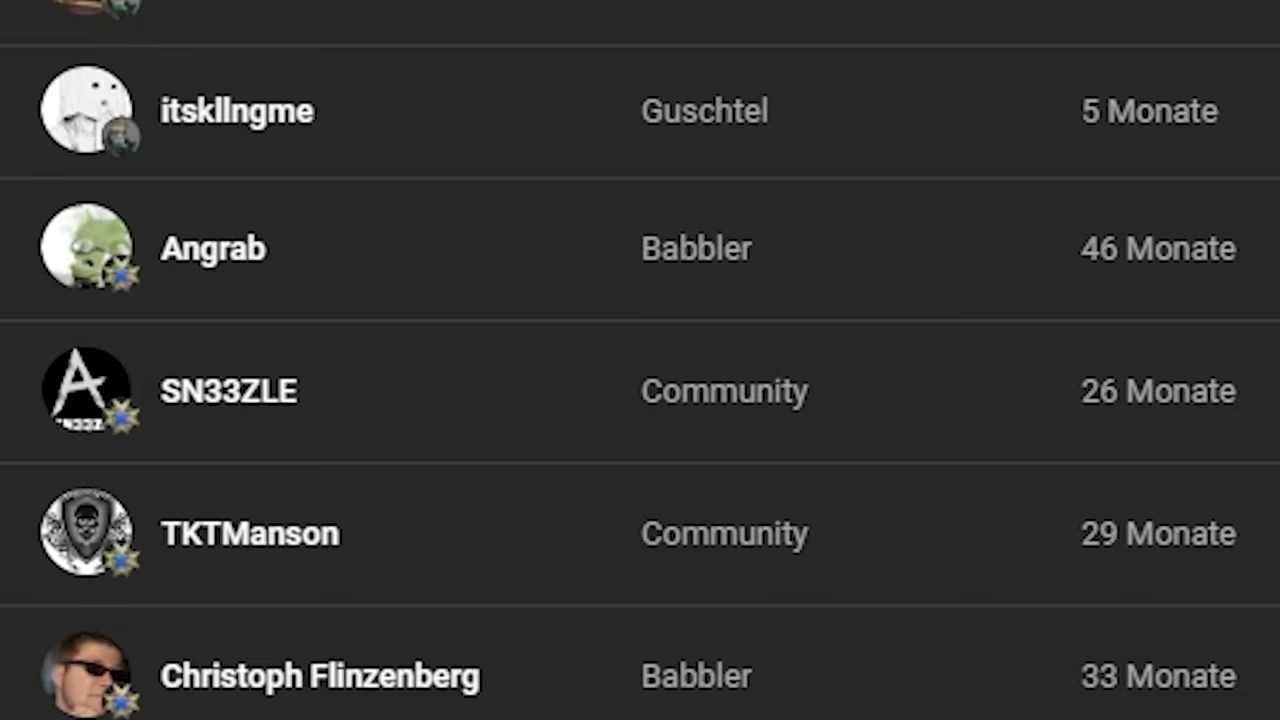 itskllngme Guschtel 5 Monate
Angrab Babbler 46 Monate
SN33ZLE Community 26 Monate
TKTManson Community 29 Monate
Christoph Flinzenberg Babbler 33 Monate